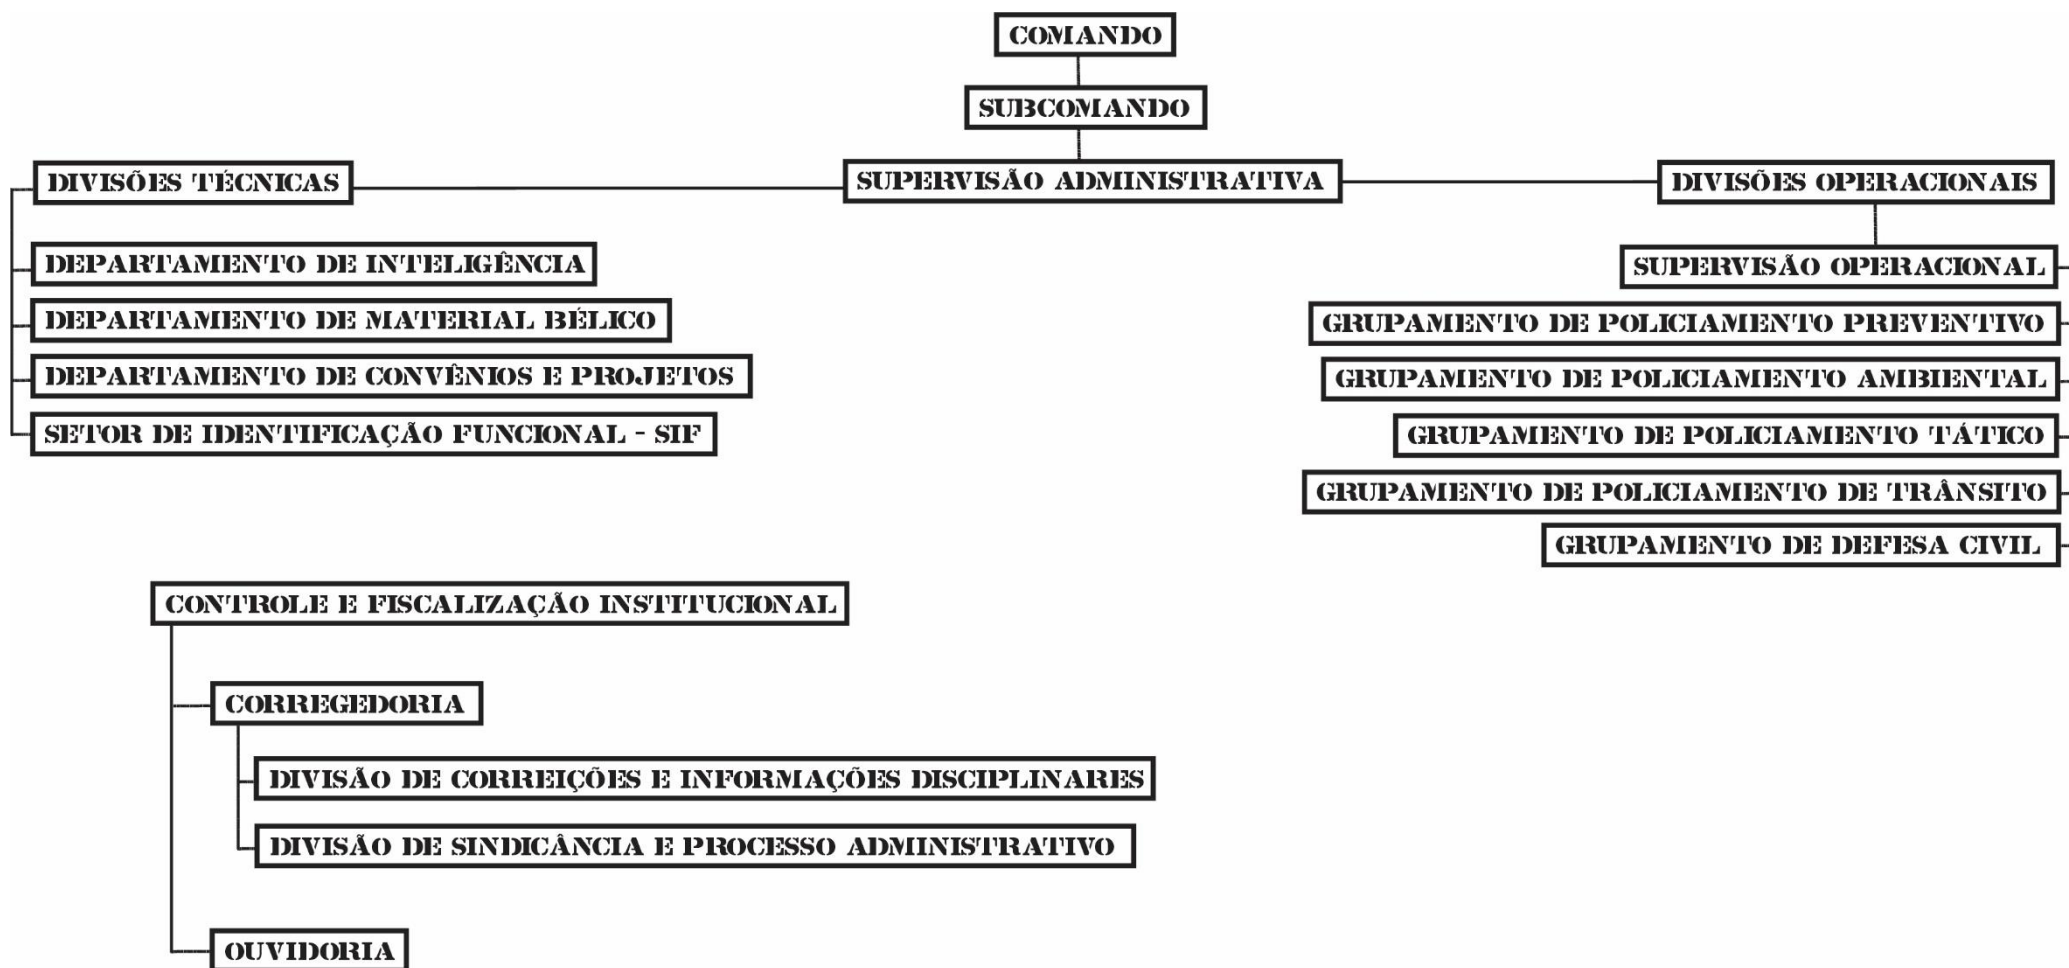 COMANDO
SUBCOMANDO
DIVISÕES TÉCNICAS
SUPERVISÃO ADMINISTRATIVA
DIVISÕES OPERACIONAIS
DEPARTAMENTO DE INTELIGÊNCIA
DEPARTAMENTO DE MATERIAL BÉLICO
DEPARTAMENTO DE CONVÊNIOS E PROJETOS
SETOR DE IDENTIFICAÇÃO FUNCIONAL - SIF
SUPERVISÃO OPERACIONAL
GRUPAMENTO DE POLICIAMENTO PREVENTIVO
GRUPAMENTO DE POLICIAMENTO AMBIENTAL
GRUPAMENTO DE POLICIAMENTO TÁTICO
GRUPAMENTO DE POLICIAMENTO DE TRÂNSITO
GRUPAMENTO DE DEFESA CIVIL
CONTROLE E FISCALIZAÇÃO INSTITUCIONAL
CORREGEDORIA
DIVISÃO DE CORREIÇÕES E INFORMAÇÕES DISCIPLINARES
DIVISÃO DE SINDICÂNCIA E PROCESSO ADMINISTRATIVO
OUVIDORIA